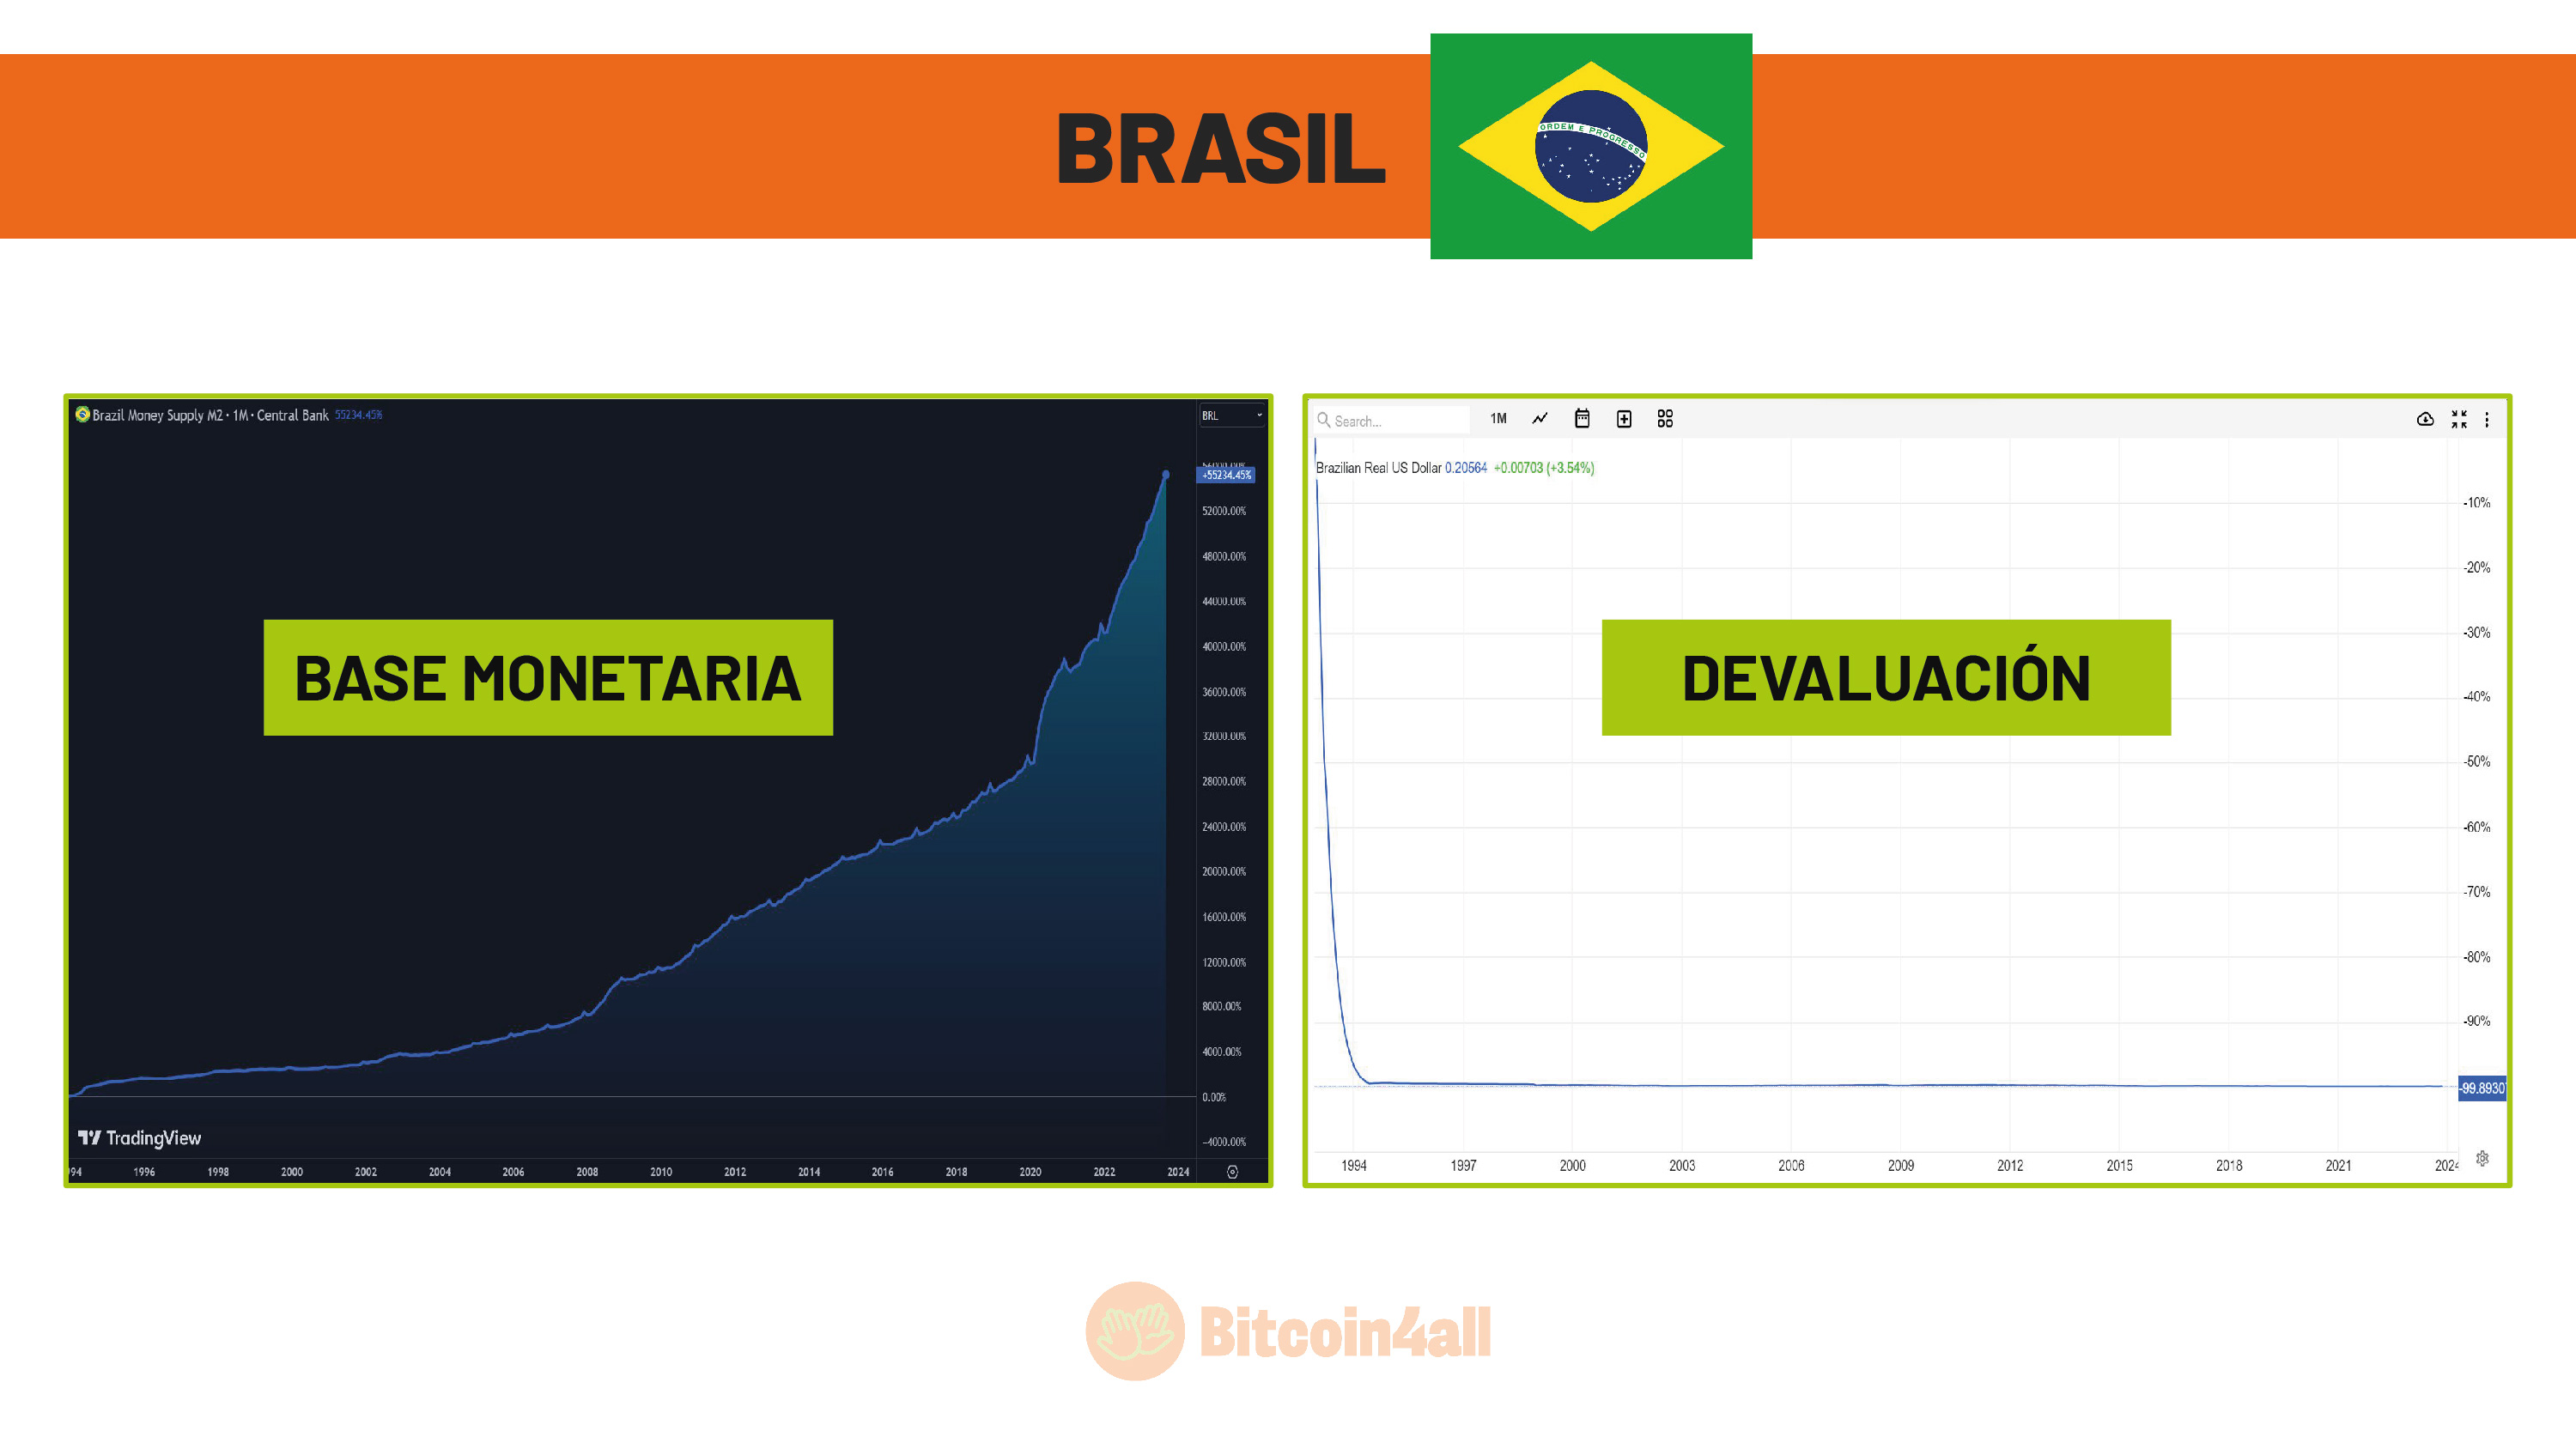 BRASIL
ORDEM E PROGRESSO
Brazil Money Supply M2 · 1M · Central Bank 55234.45%
BRL
+55234.45%
52000.00%
48000.00%
44000.00%
40000.00%
36000.00%
32000.00%
28000.00%
24000.00%
20000.00%
16000.00%
12000.00%
8000.00%
4000.00%
0.00%
-4000.00%
BASE MONETARIA
TradingView
94 1996 1998 2000 2002 2004 2006 2008 2010 2012 2014 2016 2018 2020 2022 2024
Search... 1M
Brazilian Real US Dollar 0.20564 +0.00703 (+3.54%)
-10%
-20%
-30%
-40%
-50%
-60%
-70%
-80%
-90%
-99.8930
DEVALUACIÓN
1994 1997 2000 2003 2006 2009 2012 2015 2018 2021 2024
Bitcoin4all